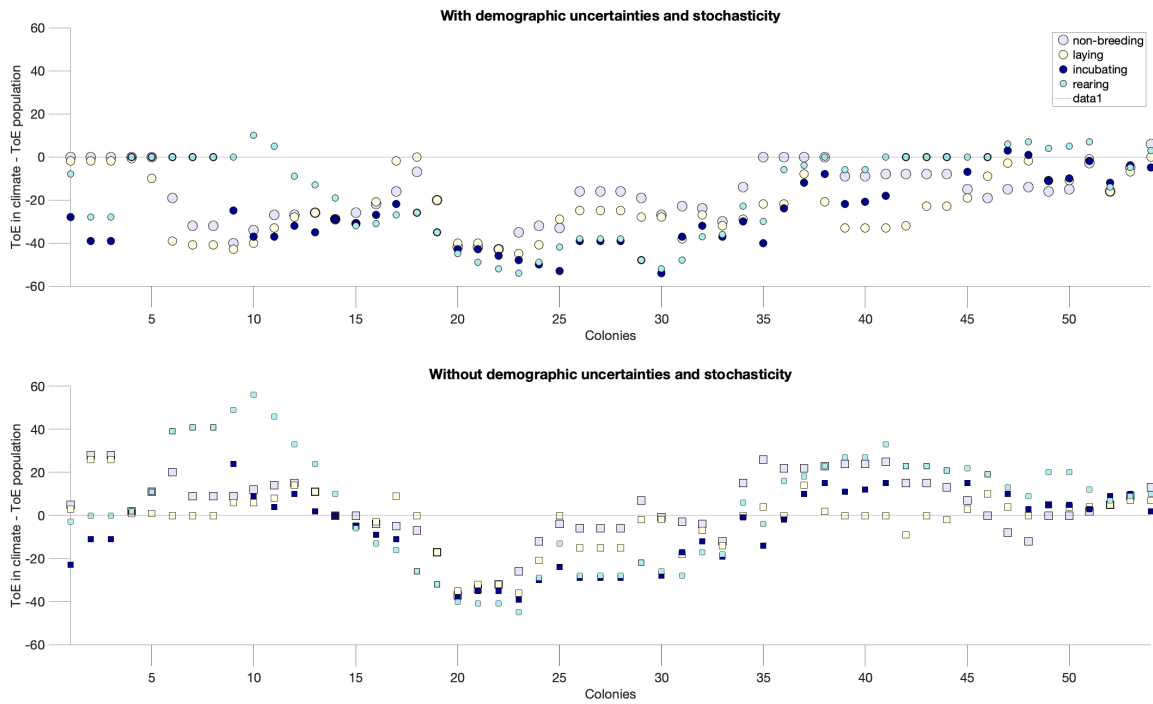 With demographic uncertainties and stochasticity
60
40
20
0
-20
-40
-60
ToE in climate - ToE population
non-breeding
laying
incubating
rearing
data1
5 10 15 20 25 30 35 40 45 50
Colonies
Without demographic uncertainties and stochasticity
60
40
20
0
-20
-40
-60
ToE in climate - ToE population
5 10 15 20 25 30 35 40 45 50
Colonies